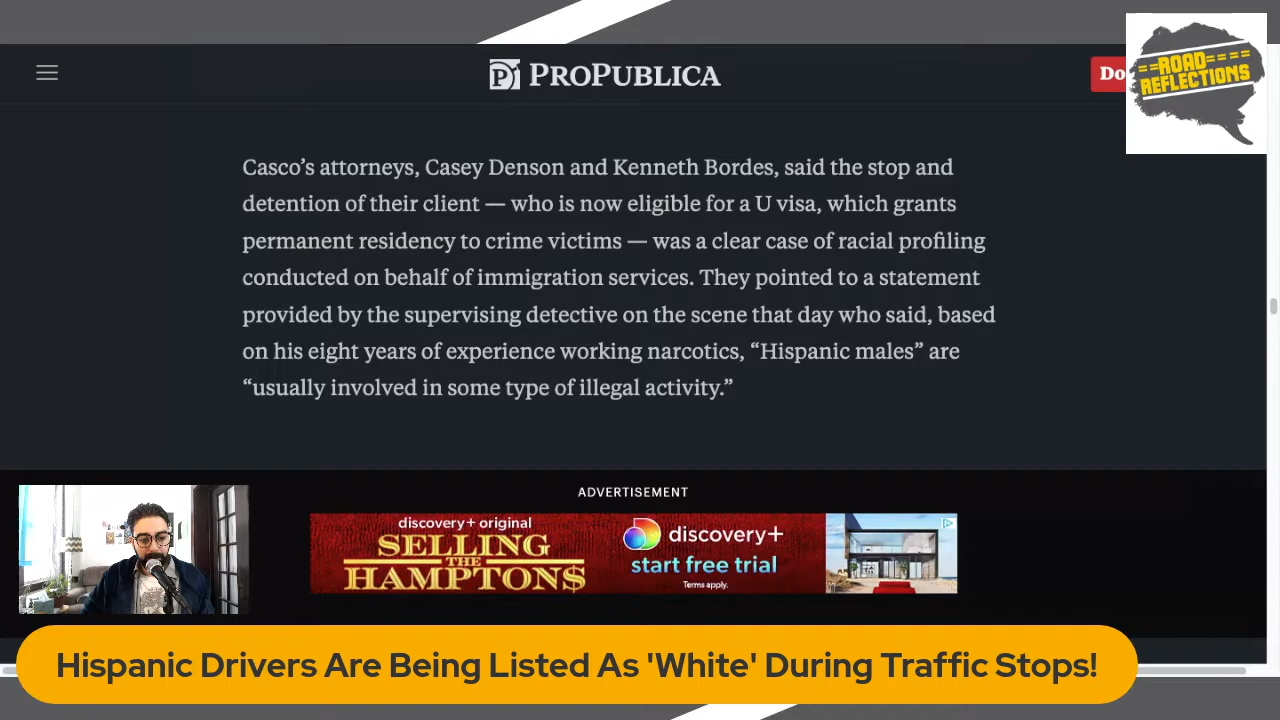 PROPUBLICA
Do
==ROAD====
REFLECTIONS
Casco’s attorneys, Casey Denson and Kenneth Bordes, said the stop and
detention of their client — who is now eligible for a U visa, which grants
permanent residency to crime victims — was a clear case of racial profiling
conducted on behalf of immigration services. They pointed to a statement
provided by the supervising detective on the scene that day who said, based
on his eight years of experience working narcotics, “Hispanic males” are
“usually involved in some type of illegal activity.”
ADVERTISEMENT
discovery+ original
SELLING
THE
HAMPTONS
discovery+
start free trial
Terms apply.
Hispanic Drivers Are Being Listed As 'White' During Traffic Stops!